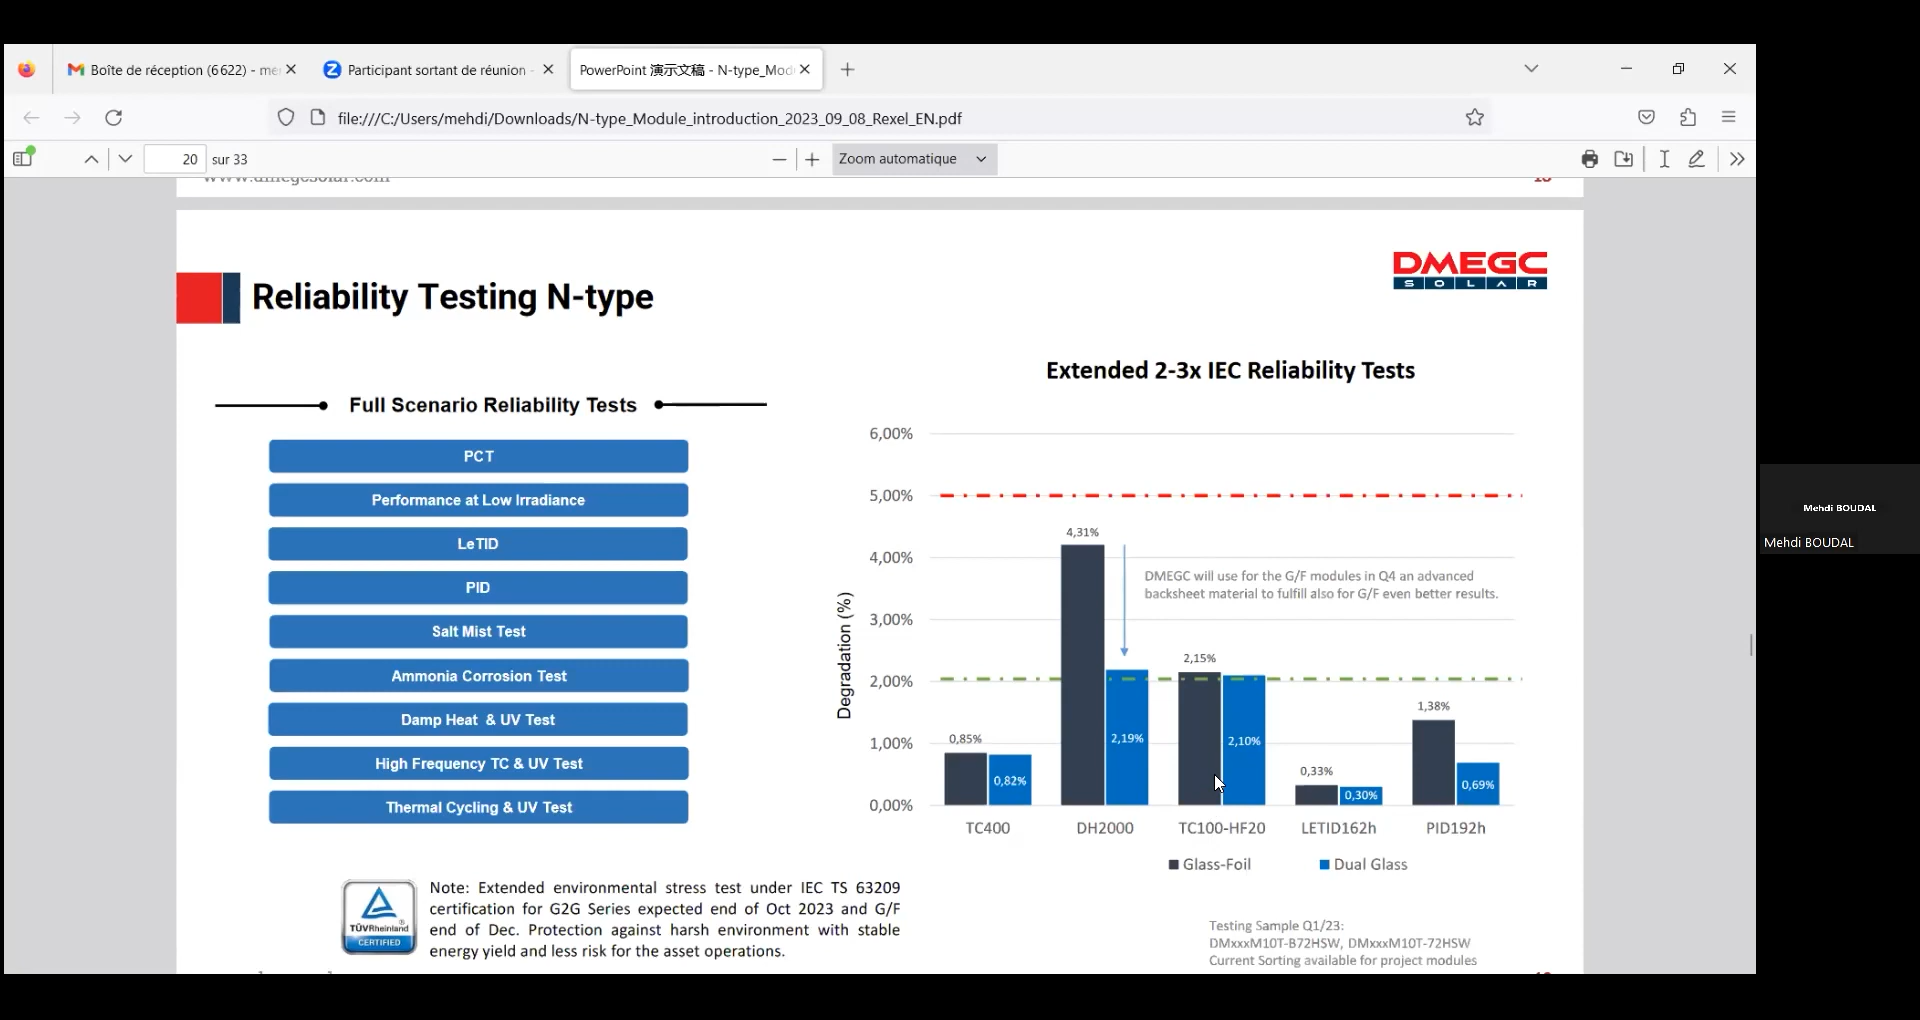 Boîte de réception (6 622) - me
Participant sortant de réunion -
PowerPoint 演示文稿 - N-type_Mod
file:///C:/Users/mehdi/Downloads/N-type_Module_introduction_2023_09_08_Rexel_EN.pdf
20 sur 33
Zoom automatique
www.dmegcsolar.com
DMEGC
SOLAR
Reliability Testing N-type
Full Scenario Reliability Tests
PCT
Performance at Low Irradiance
LeTID
PID
Salt Mist Test
Ammonia Corrosion Test
Damp Heat & UV Test
High Frequency TC & UV Test
Thermal Cycling & UV Test
TÜVRheinland
CERTIFIED
Note: Extended environmental stress test under IEC TS 63209
certification for G2G Series expected end of Oct 2023 and G/F
end of Dec. Protection against harsh environment with stable
energy yield and less risk for the asset operations.
Extended 2-3x IEC Reliability Tests
Degradation (%)
6,00%
5,00%
4,00%
3,00%
2,00%
1,00%
0,00%
DMEGC will use for the G/F modules in Q4 an advanced
backsheet material to fulfill also for G/F even better results.
0,85%
0,82%
4,31%
2,19%
2,15%
2,10%
0,33%
0,30%
1,38%
0,69%
TC400 DH2000 TC100-HF20 LETID162h PID192h
Glass-Foil Dual Glass
Testing Sample Q1/23:
DMxxxM10T-B72HSW, DMxxxM10T-72HSW
Current Sorting available for project modules
Mehdi BOUDAL
Mehdi BOUDAL